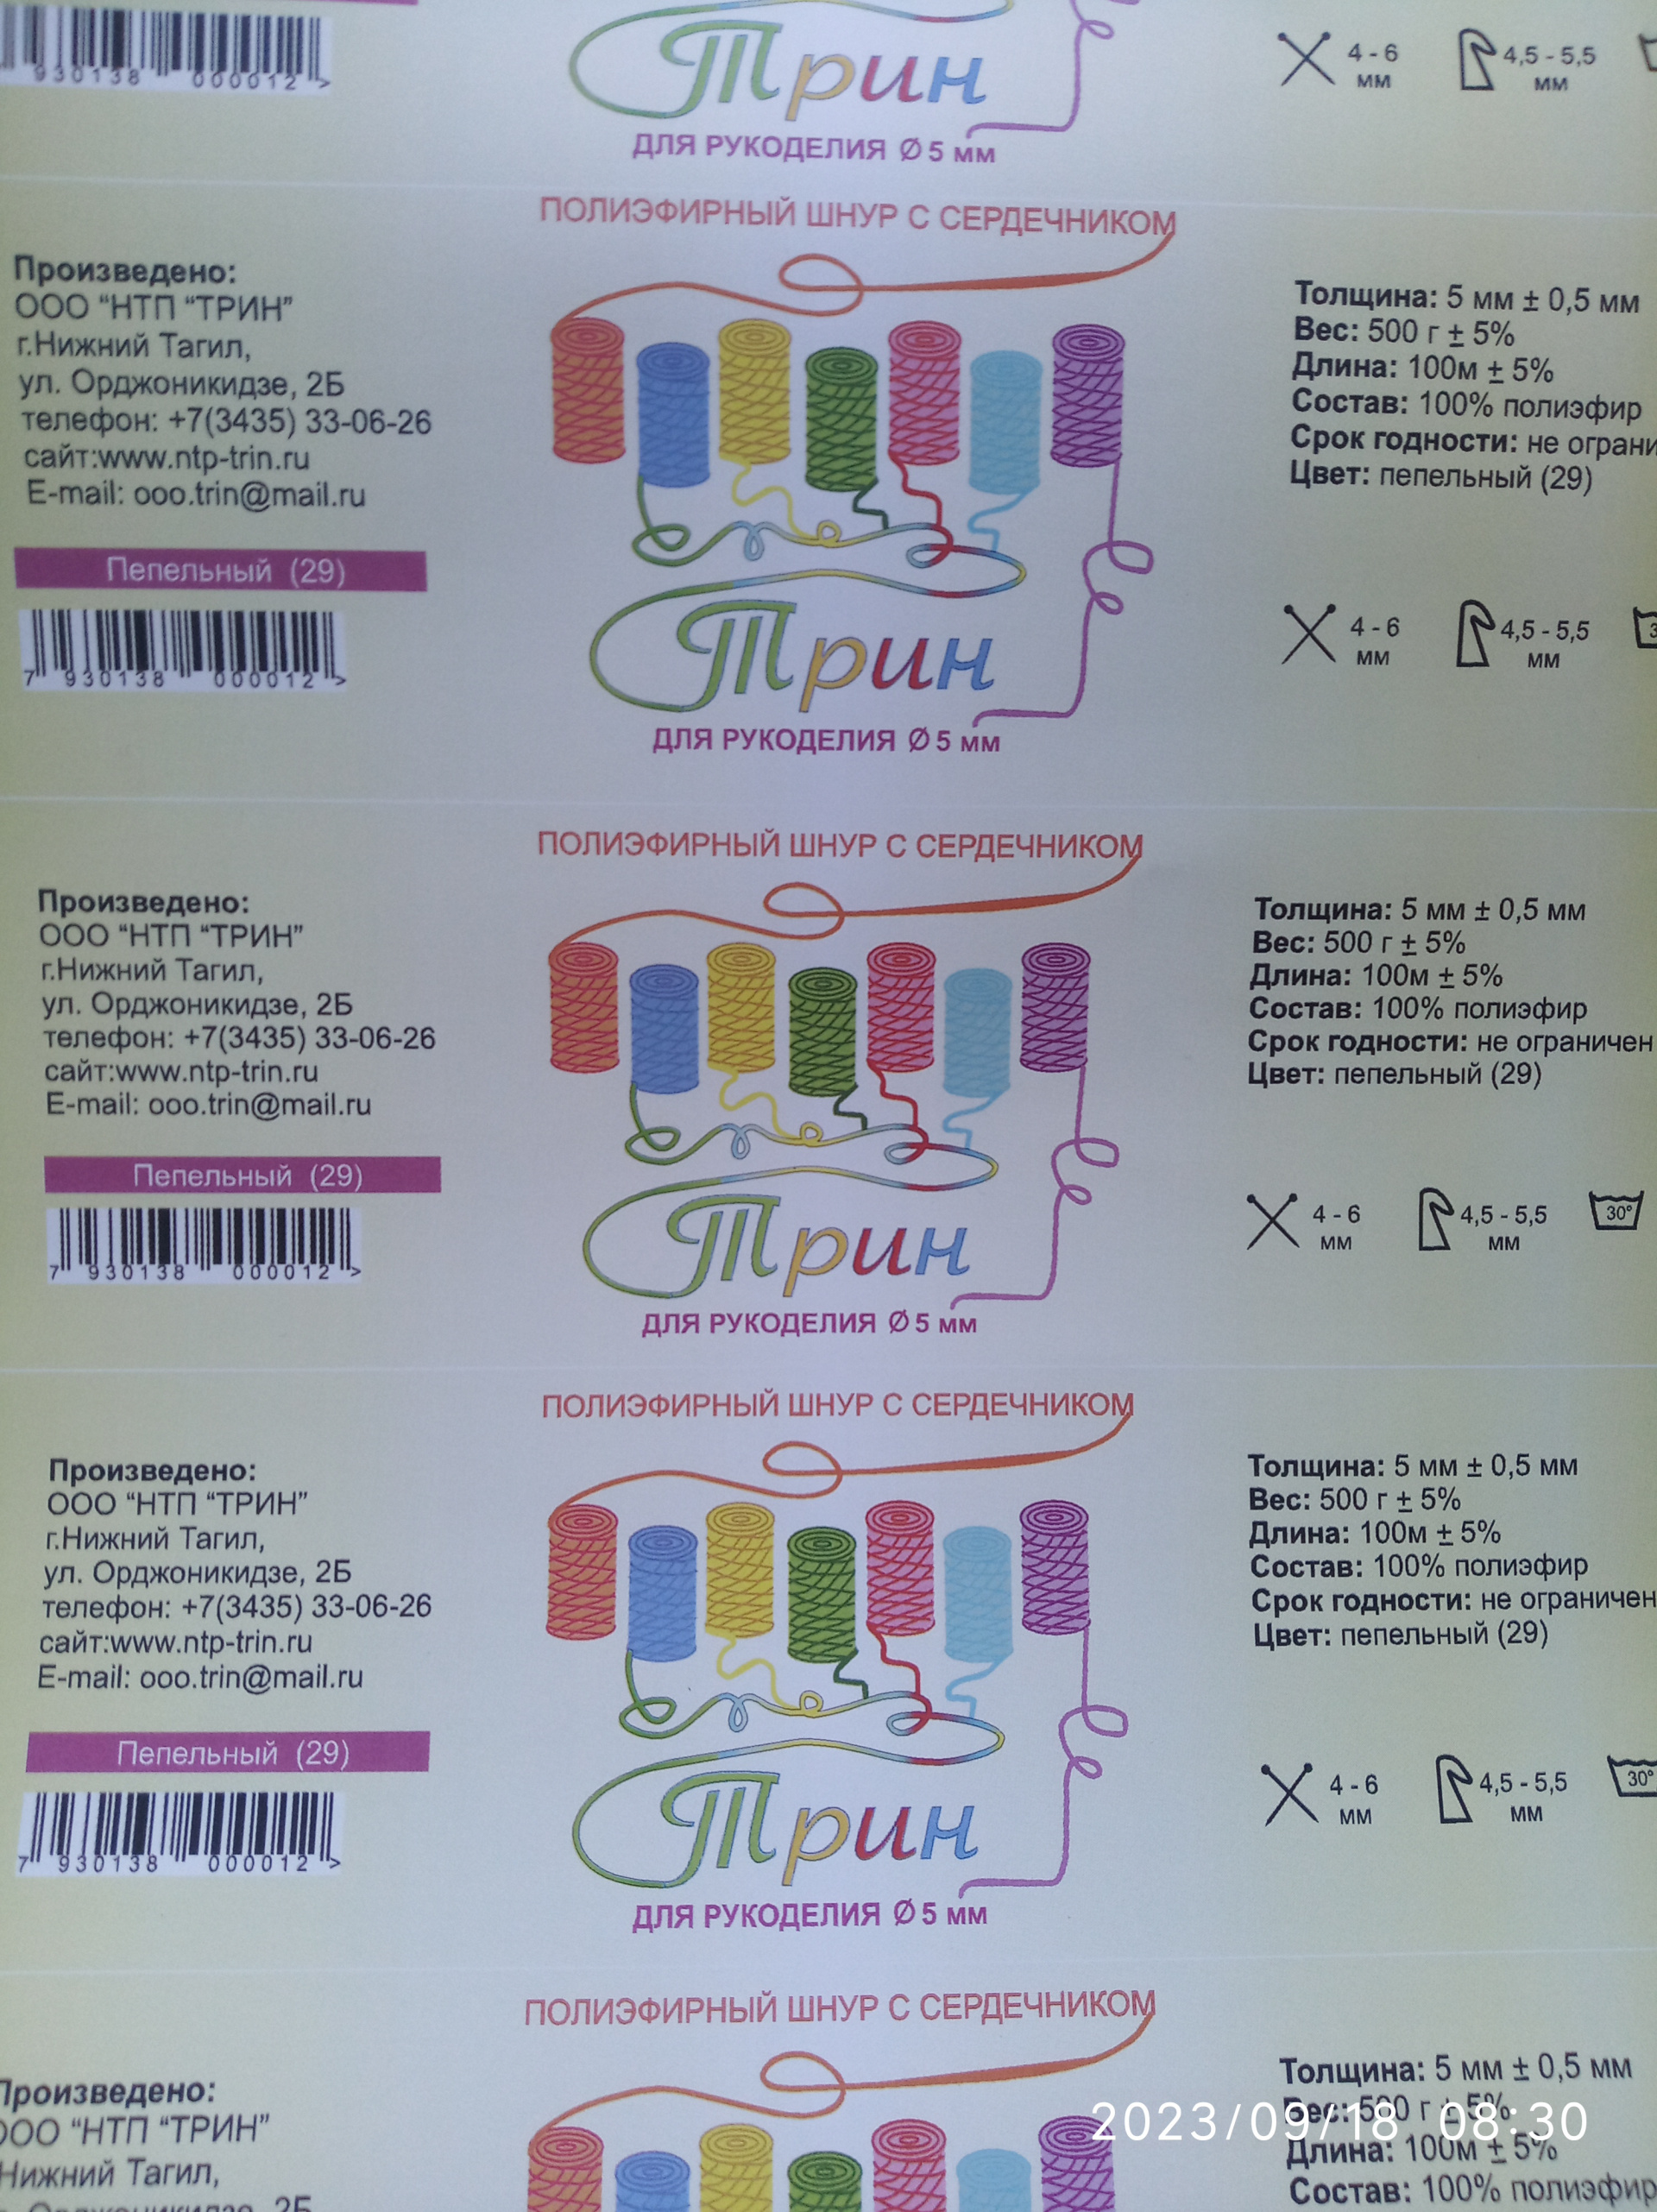 930138 000012 >
Трин
ДЛЯ РУКОДЕЛИЯ Ø 5 мм
4 - 6
мм
4,5 - 5,5
мм
ПОЛИЭФИРНЫЙ ШНУР С СЕРДЕЧНИКОМ
Произведено:
ООО “НТП “ТРИН”
г.Нижний Тагил,
ул. Орджоникидзе, 2Б
телефон: +7(3435) 33-06-26
сайт:www.ntp-trin.ru
E-mail: ooo.trin@mail.ru
Пепельный (29)
7 930138 000012 >
Трин
ДЛЯ РУКОДЕЛИЯ Ø 5 мм
Толщина: 5 мм ± 0,5 мм
Вес: 500 г ± 5%
Длина: 100м ± 5%
Состав: 100% полиэфир
Срок годности: не ограни
Цвет: пепельный (29)
4 - 6
мм
4,5 - 5,5
мм
3
ПОЛИЭФИРНЫЙ ШНУР С СЕРДЕЧНИКОМ
Произведено:
ООО “НТП “ТРИН”
г.Нижний Тагил,
ул. Орджоникидзе, 2Б
телефон: +7(3435) 33-06-26
сайт:www.ntp-trin.ru
E-mail: ooo.trin@mail.ru
Пепельный (29)
7 930138 000012 >
Трин
ДЛЯ РУКОДЕЛИЯ Ø 5 мм
Толщина: 5 мм ± 0,5 мм
Вес: 500 г ± 5%
Длина: 100м ± 5%
Состав: 100% полиэфир
Срок годности: не ограничен
Цвет: пепельный (29)
4 - 6
мм
4,5 - 5,5
мм
30°
ПОЛИЭФИРНЫЙ ШНУР С СЕРДЕЧНИКОМ
Произведено:
ООО “НТП “ТРИН”
г.Нижний Тагил,
ул. Орджоникидзе, 2Б
телефон: +7(3435) 33-06-26
сайт:www.ntp-trin.ru
E-mail: ooo.trin@mail.ru
Пепельный (29)
7 930138 000012 >
Трин
ДЛЯ РУКОДЕЛИЯ Ø 5 мм
Толщина: 5 мм ± 0,5 мм
Вес: 500 г ± 5%
Длина: 100м ± 5%
Состав: 100% полиэфир
Срок годности: не ограничен
Цвет: пепельный (29)
4 - 6
мм
4,5 - 5,5
мм
30°
ПОЛИЭФИРНЫЙ ШНУР С СЕРДЕЧНИКОМ
Произведено:
ООО “НТП “ТРИН”
Нижний Тагил,
Толщина: 5 мм ± 0,5 мм
Вес: 500 г ± 5%
Длина: 100м ± 5%
Состав: 100% полиэфир
2023/09/18 08:30